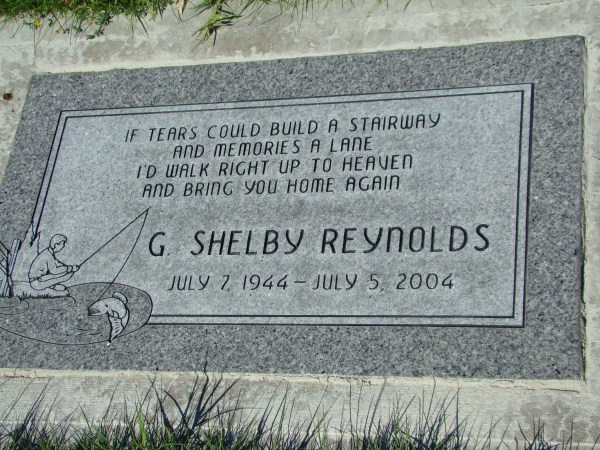 IF TEARS COULD BUILD A STAIRWAY
AND MEMORIES A LANE
I'D WALK RIGHT UP TO HEAVEN
AND BRING YOU HOME AGAIN
G. SHELBY REYNOLDS
JULY 7, 1944 – JULY 5, 2004